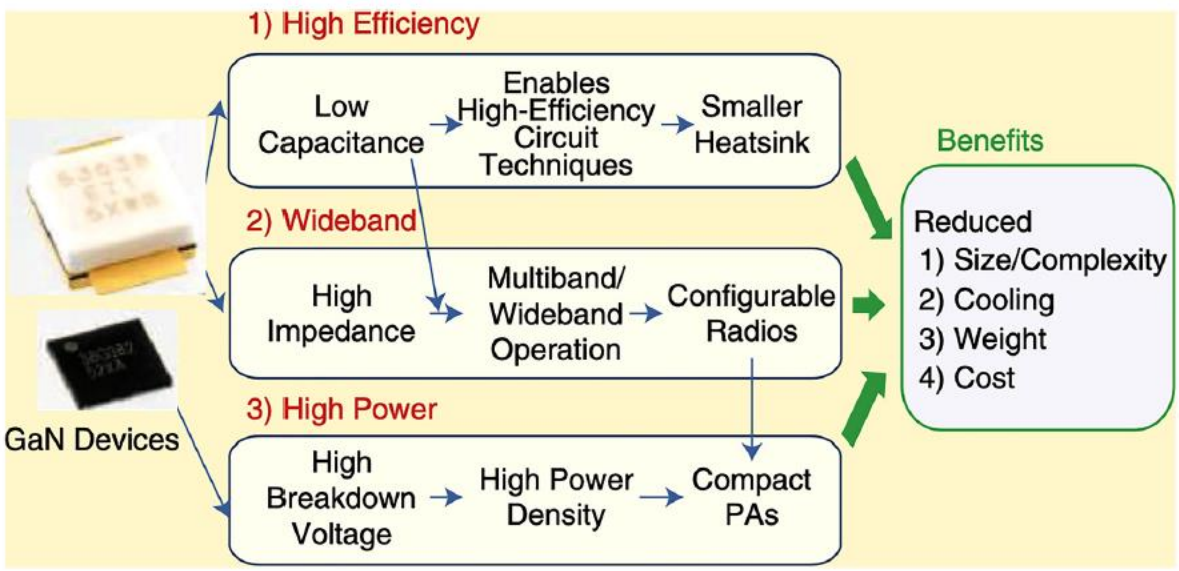 1) High Efficiency
Low
Capacitance
Enables
High-Efficiency
Circuit
Techniques
Smaller
Heatsink
2) Wideband
High
Impedance
Multiband/
Wideband
Operation
Configurable
Radios
3) High Power
High
Breakdown
Voltage
High Power
Density
Compact
PAs
GaN Devices
Benefits
Reduced
1) Size/Complexity
2) Cooling
3) Weight
4) Cost